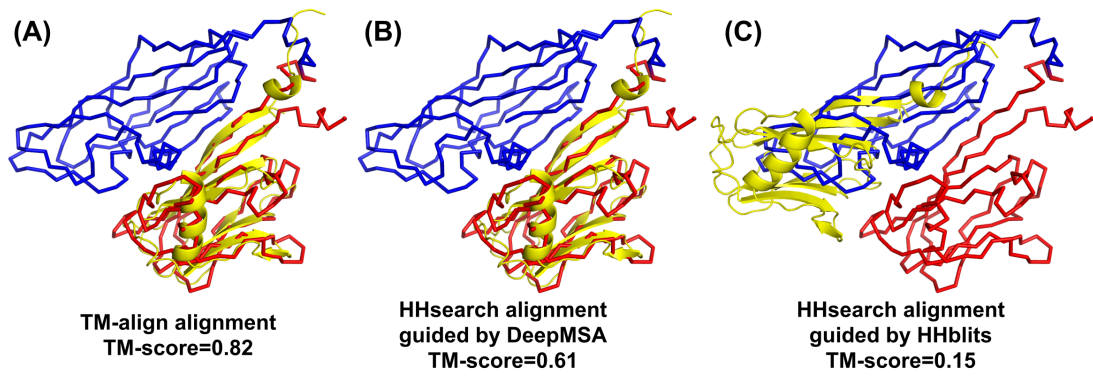 (A)
(B)
(C)
TM-align alignment
TM-score=0.82
HHsearch alignment
guided by DeepMSA
TM-score=0.61
HHsearch alignment
guided by HHblits
TM-score=0.15